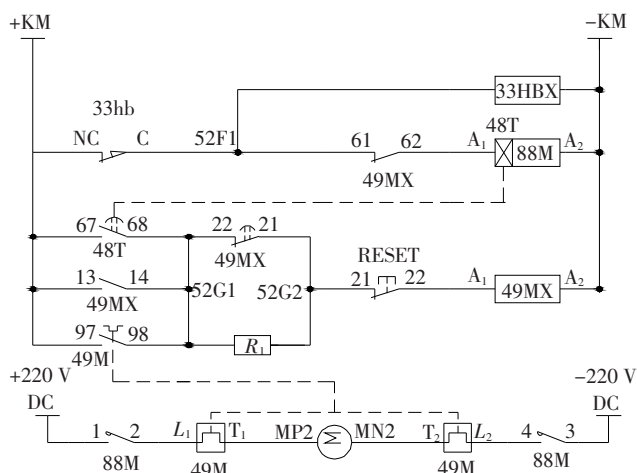 +KM
−KM
33HBX
33hb
48T
NC C 52F1 61 62 A₁ 88M A₂
49MX
67 68 22 21
48T 49MX RESET
13 14 52G1 52G2 21 22 A₁ 49MX A₂
49MX
97 98 R₁
49M
+220 V −220 V
DC DC
1 2 L₁ T₁ MP2 Σ MN2 T₂ L₂ 4 3
88M 49M 49M 88M